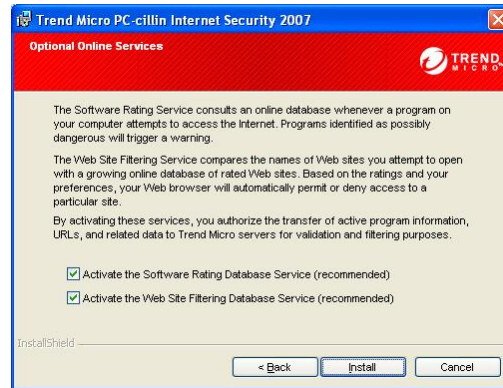 Trend Micro PC-cillin Internet Security 2007
Optional Online Services
TREND
MICRO
The Software Rating Service consults an online database whenever a program on
your computer attempts to access the Internet. Programs identified as possibly
dangerous will trigger a warning.
The Web Site Filtering Service compares the names of Web sites you attempt to open
with a growing online database of rated Web sites. Based on the ratings and your
preferences, your Web browser will automatically permit or deny access to a
particular site.
By activating these services, you authorize the transfer of active program information,
URLs, and related data to Trend Micro servers for validation and filtering purposes.
Activate the Software Rating Database Service (recommended)
Activate the Web Site Filtering Database Service (recommended)
InstallShield
< Back Install Cancel